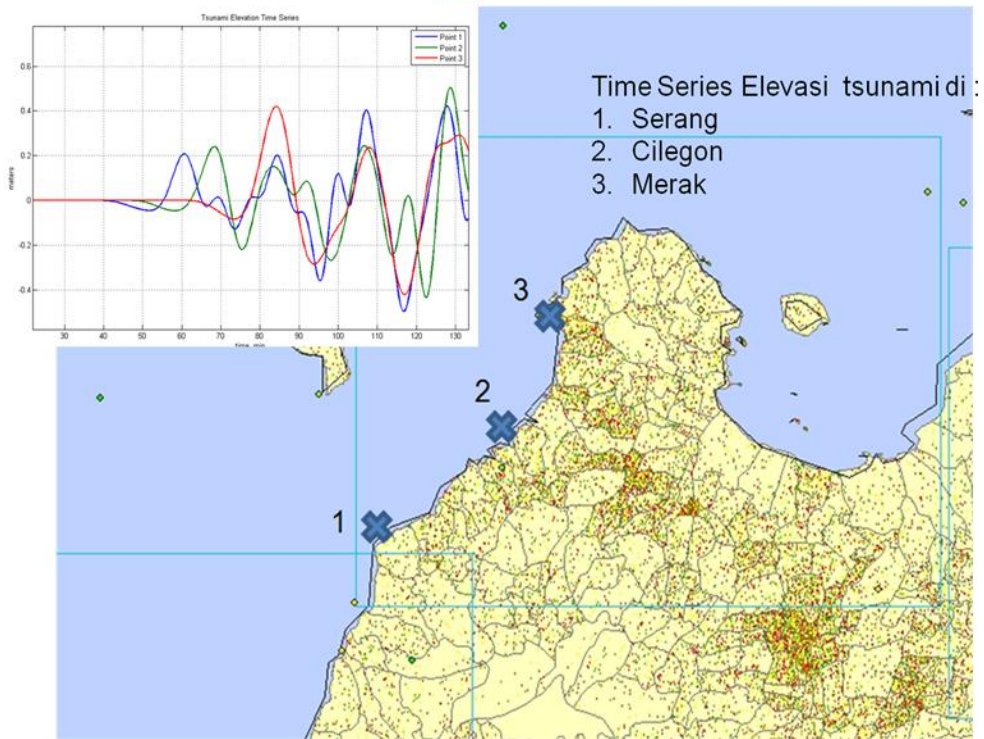 Tsunami Elevation Time Series
Point 1
Point 2
Point 3
0.6
0.4
0.2
0
-0.2
-0.4
meters
30 40 50 60 70 80 90 100 110 120 130
time, min
Time Series Elevasi tsunami di :
1. Serang
2. Cilegon
3. Merak
3
2
1